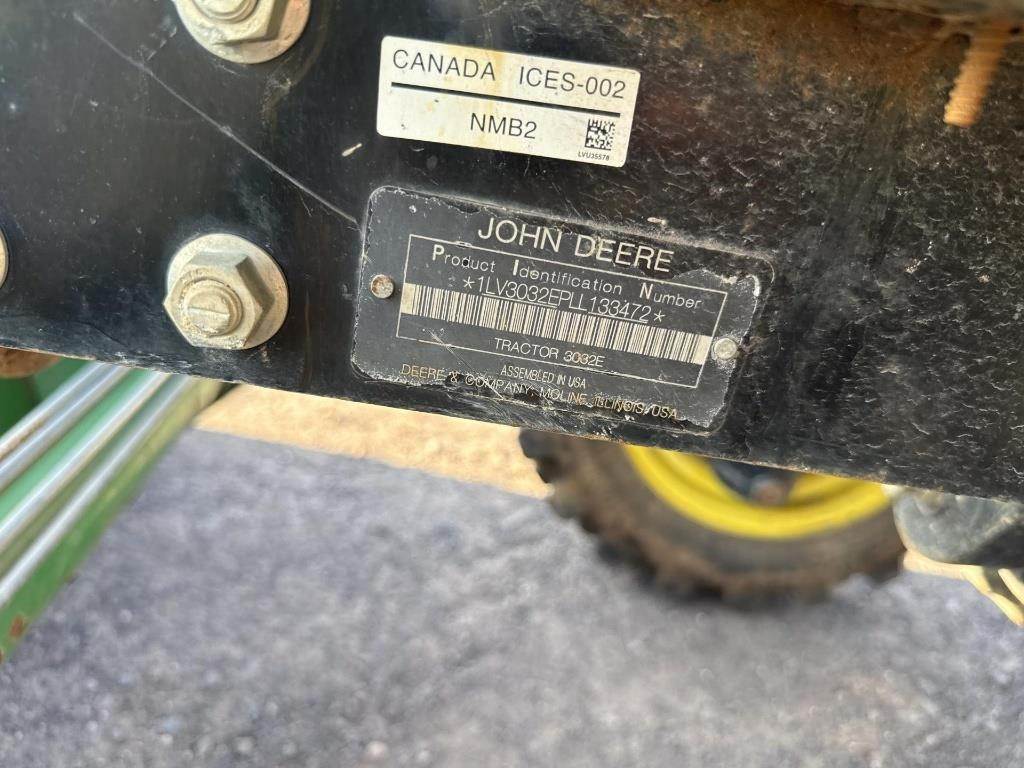 CANADA ICES-002
NMB2
LVU35578
JOHN DEERE
Product Identification Number
*1LV3032EPLL133472*
TRACTOR 3032E
ASSEMBLED IN USA
DEERE & COMPANY, MOLINE, ILLINOIS, USA